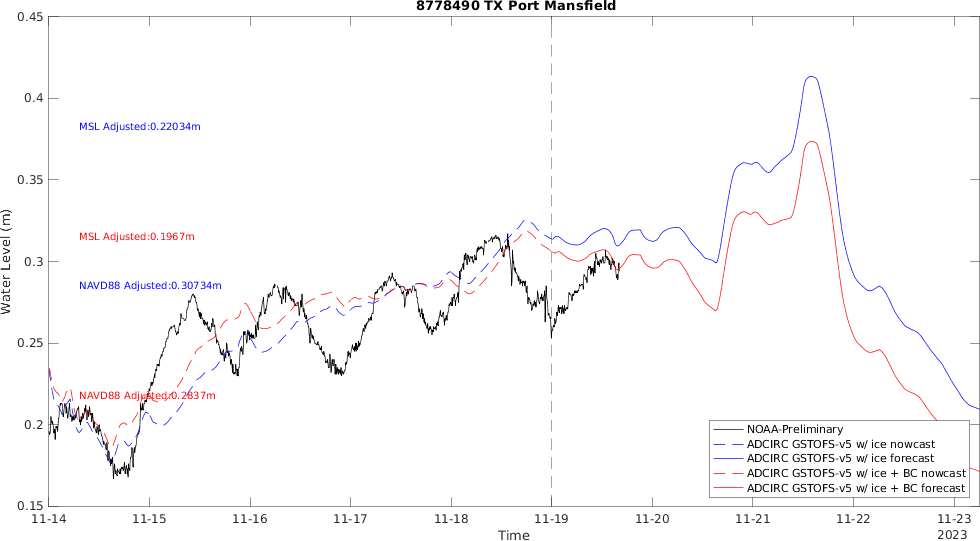 8778490 TX Port Mansfield
0.45
0.4
0.35
0.3
0.25
0.2
0.15
Water Level (m)
MSL Adjusted:0.22034m
MSL Adjusted:0.1967m
NAVD88 Adjusted:0.30734m
NAVD88 Adjusted:0.2837m
NOAA-Preliminary
ADCIRC GSTOFS-v5 w/ ice nowcast
ADCIRC GSTOFS-v5 w/ ice forecast
ADCIRC GSTOFS-v5 w/ ice + BC nowcast
ADCIRC GSTOFS-v5 w/ ice + BC forecast
11-14 11-15 11-16 11-17 11-18 11-19 11-20 11-21 11-22 11-23
Time 2023